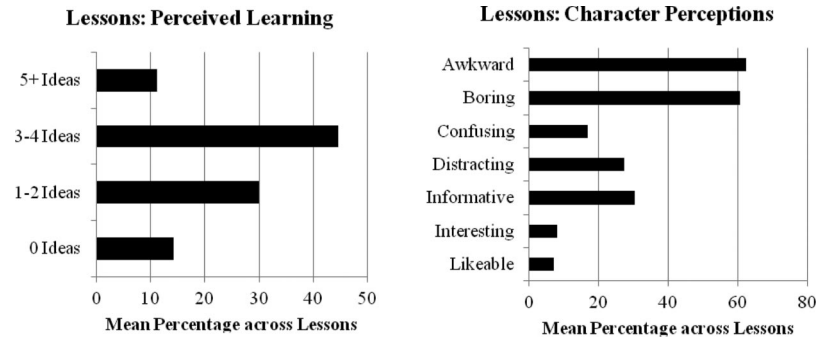 Lessons: Perceived Learning
5+ Ideas
3-4 Ideas
1-2 Ideas
0 Ideas
0 10 20 30 40 50
Mean Percentage across Lessons
Lessons: Character Perceptions
Awkward
Boring
Confusing
Distracting
Informative
Interesting
Likeable
0 20 40 60 80
Mean Percentage across Lessons